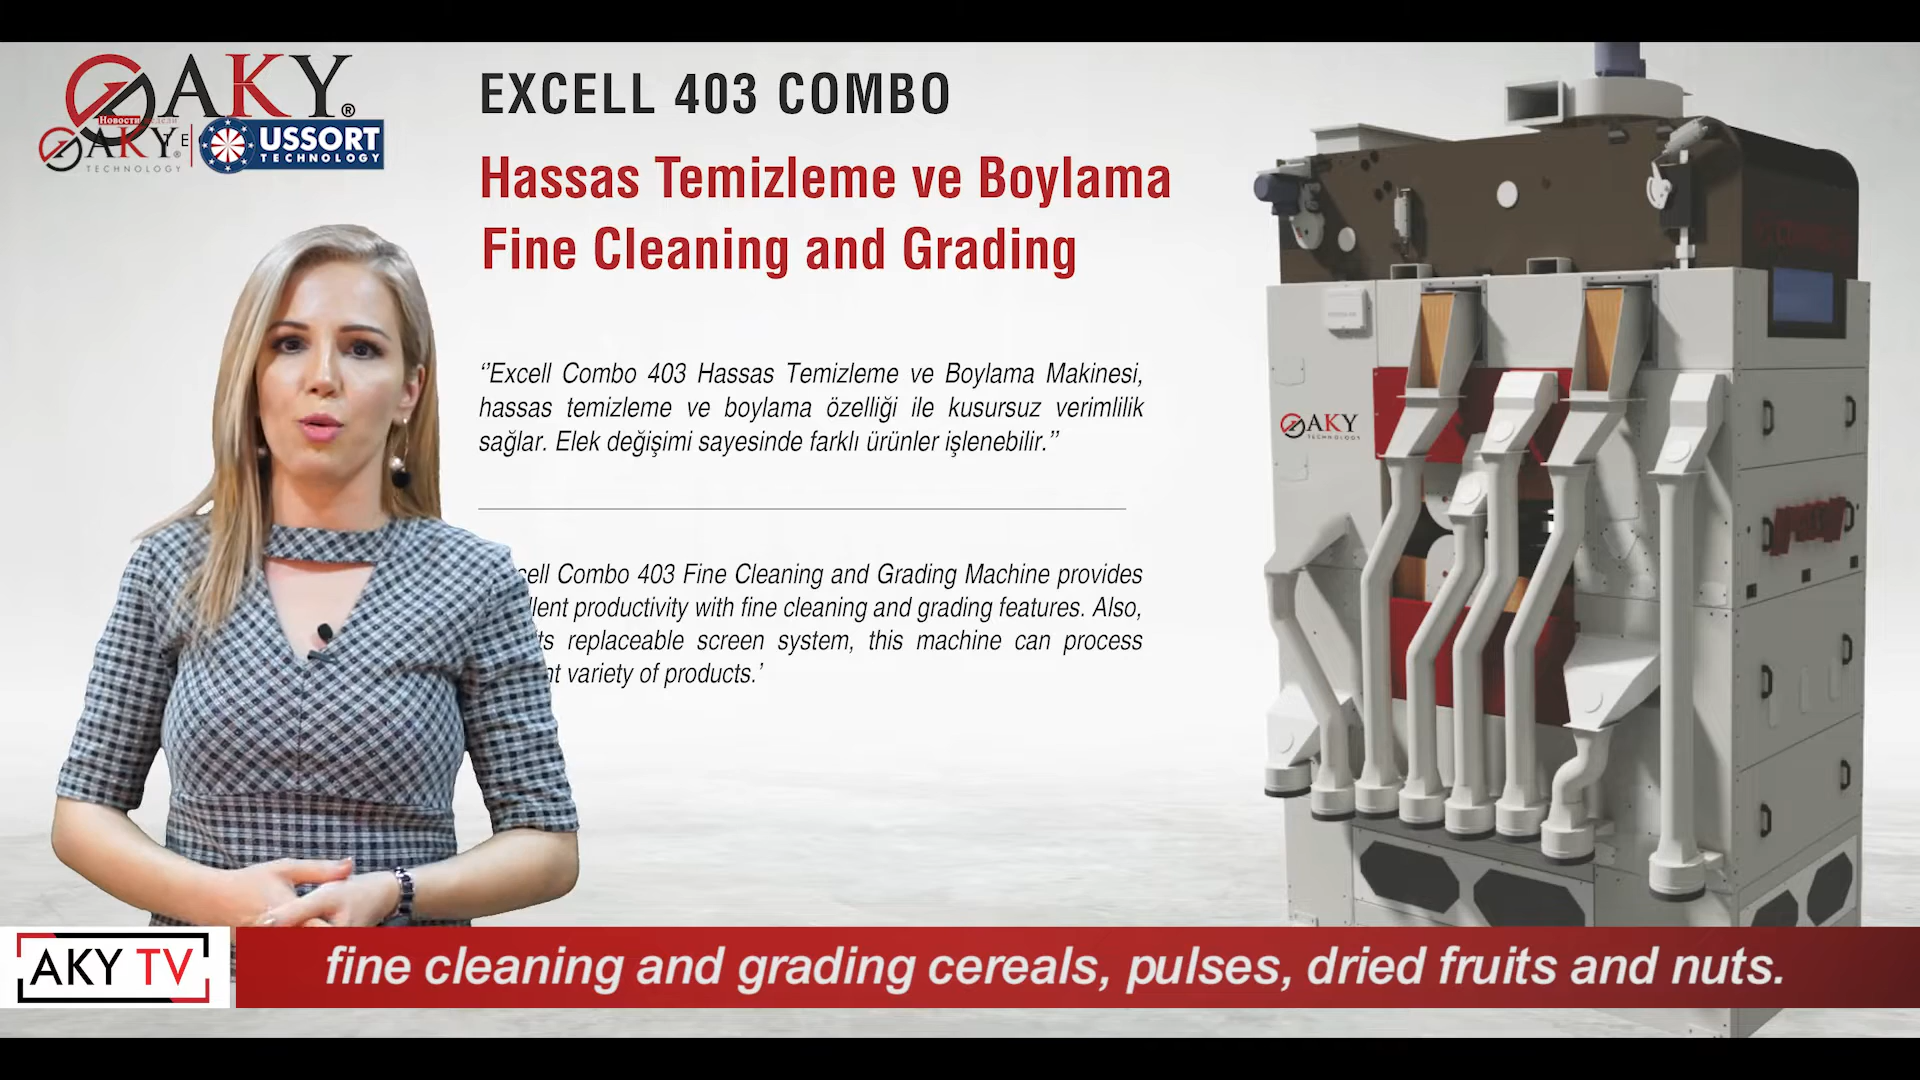 AKY®
Новости недели
AKY®
TECHNOLOGY
USSORT
TECHNOLOGY
EXCELL 403 COMBO
Hassas Temizleme ve Boylama
Fine Cleaning and Grading
‘’Excell Combo 403 Hassas Temizleme ve Boylama Makinesi,
hassas temizleme ve boylama özelliği ile kusursuz verimlilik
sağlar. Elek değişimi sayesinde farklı ürünler işlenebilir.’’
Combo 403 Fine Cleaning and Grading Machine provides
productivity with fine cleaning and grading features. Also,
replaceable screen system, this machine can process
variety of products.’
AKY
TECHNOLOGY
AKY TV
fine cleaning and grading cereals, pulses, dried fruits and nuts.